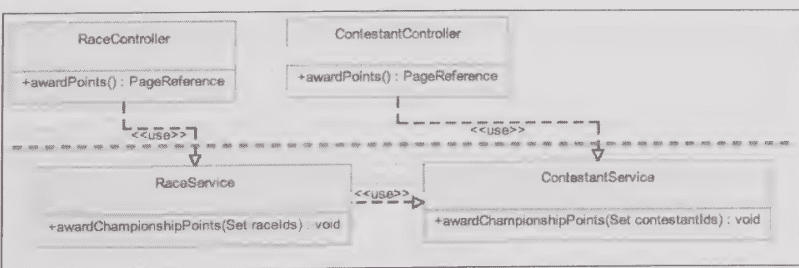 RaceController
+awardPoints() : PageReference
ContestantController
+awardPoints() : PageReference
<<use>>
<<use>>
RaceService
+awardChampionshipPoints(Set raceIds) : void
<<use>>
ContestantService
+awardChampionshipPoints(Set contestantIds) : void